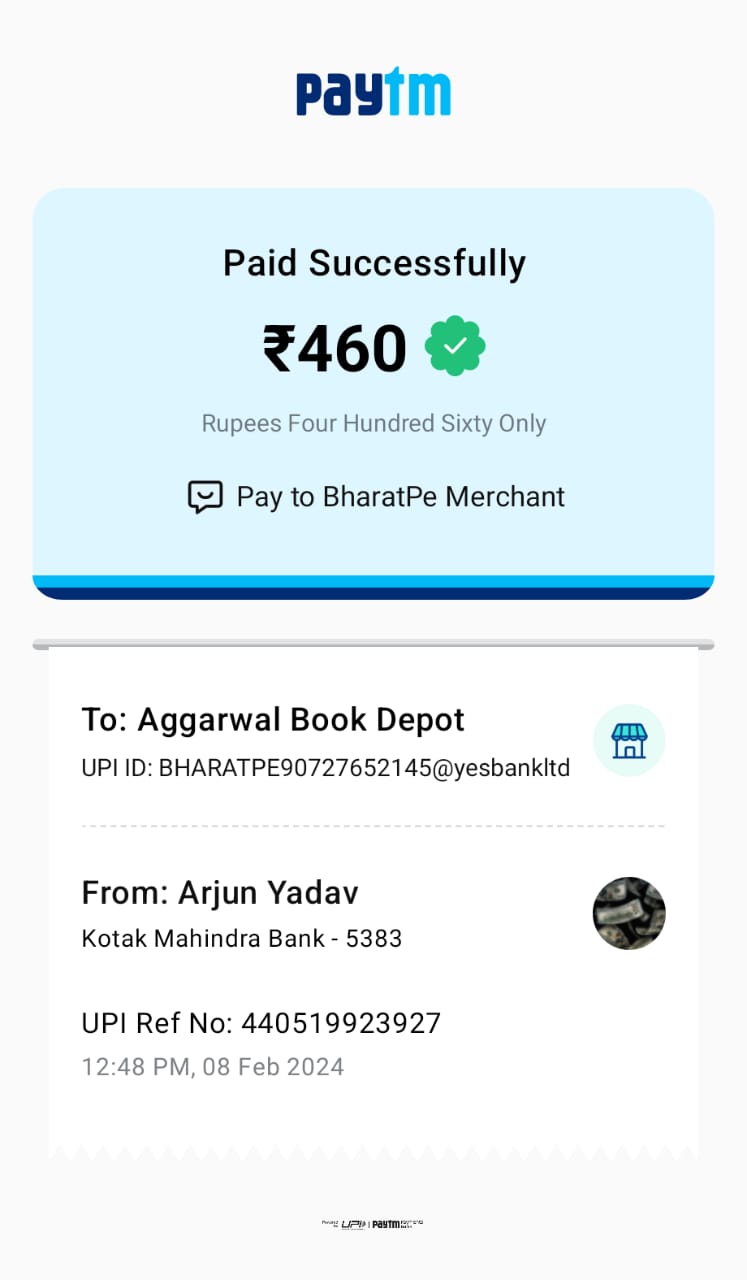 paytm
Paid Successfully
₹460
Rupees Four Hundred Sixty Only
Pay to BharatPe Merchant
To: Aggarwal Book Depot
UPI ID: BHARATPE90727652145@yesbankltd
From: Arjun Yadav
Kotak Mahindra Bank - 5383
UPI Ref No: 440519923927
12:48 PM, 08 Feb 2024
UPI | paytm